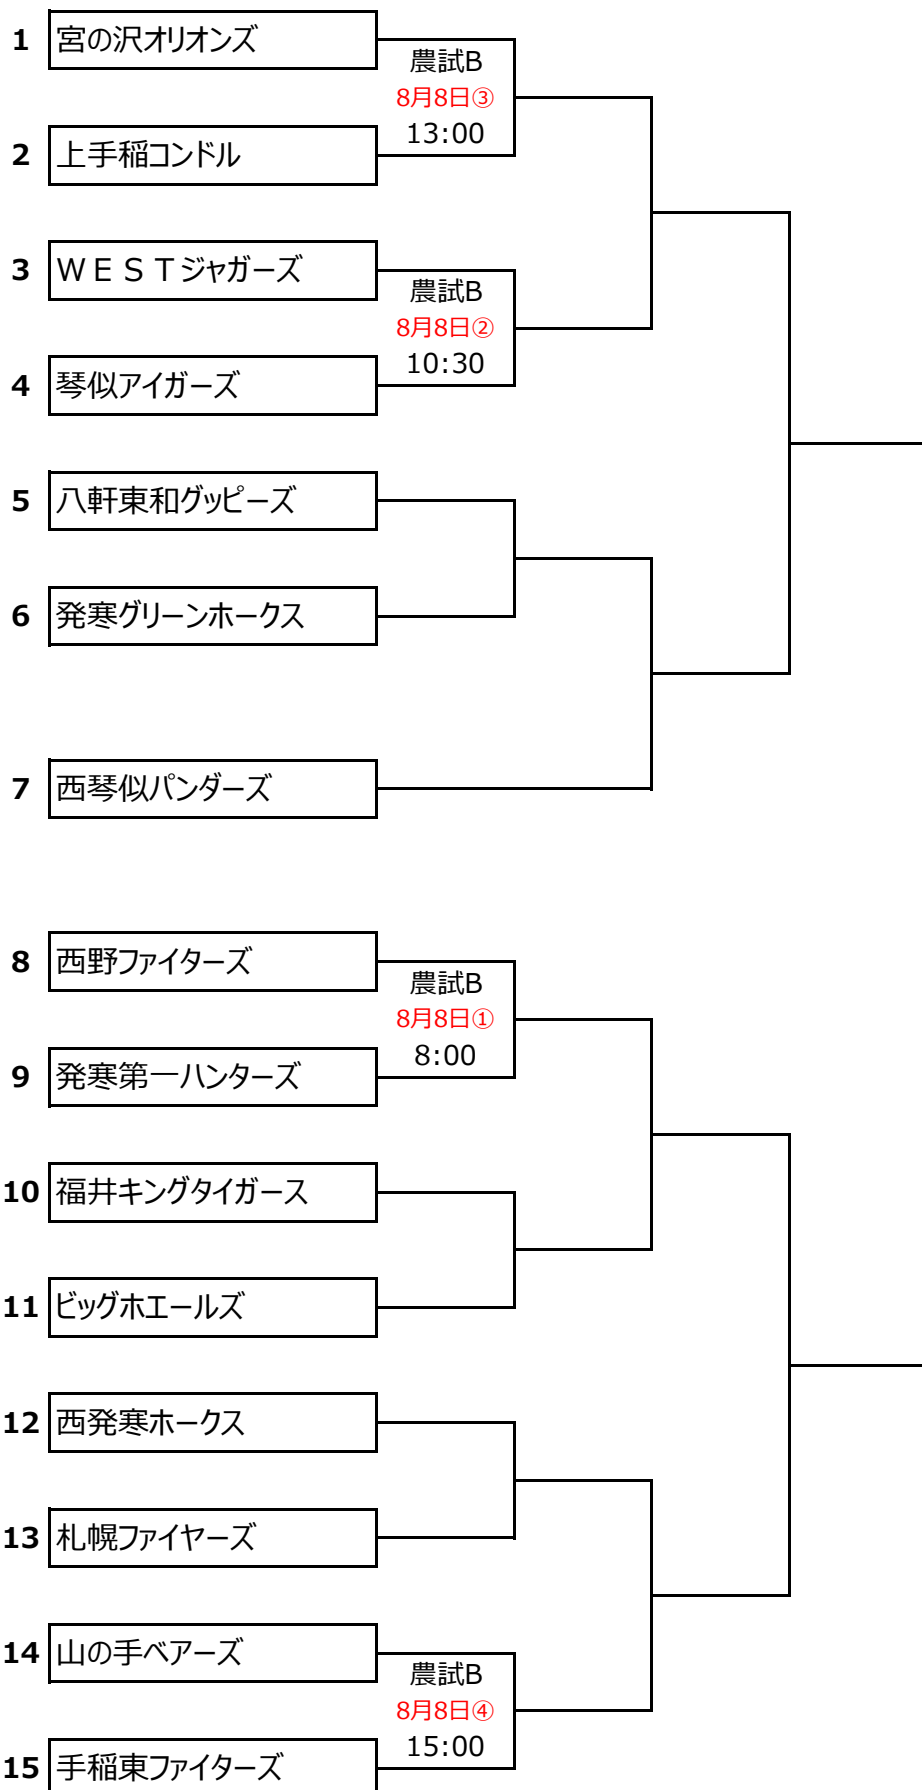 1 宮の沢オリオンズ
農試B
8月8日③
13:00
2 上手稲コンドル
3 ＷＥＳＴジャガーズ
農試B
8月8日②
10:30
4 琴似アイガーズ
5 八軒東和グッピーズ
6 発寒グリーンホークス
7 西琴似パンダーズ
8 西野ファイターズ
農試B
8月8日①
8:00
9 発寒第一ハンターズ
10 福井キングタイガース
11 ビッグホエールズ
12 西発寒ホークス
13 札幌ファイヤーズ
14 山の手ベアーズ
農試B
8月8日④
15:00
15 手稲東ファイターズ